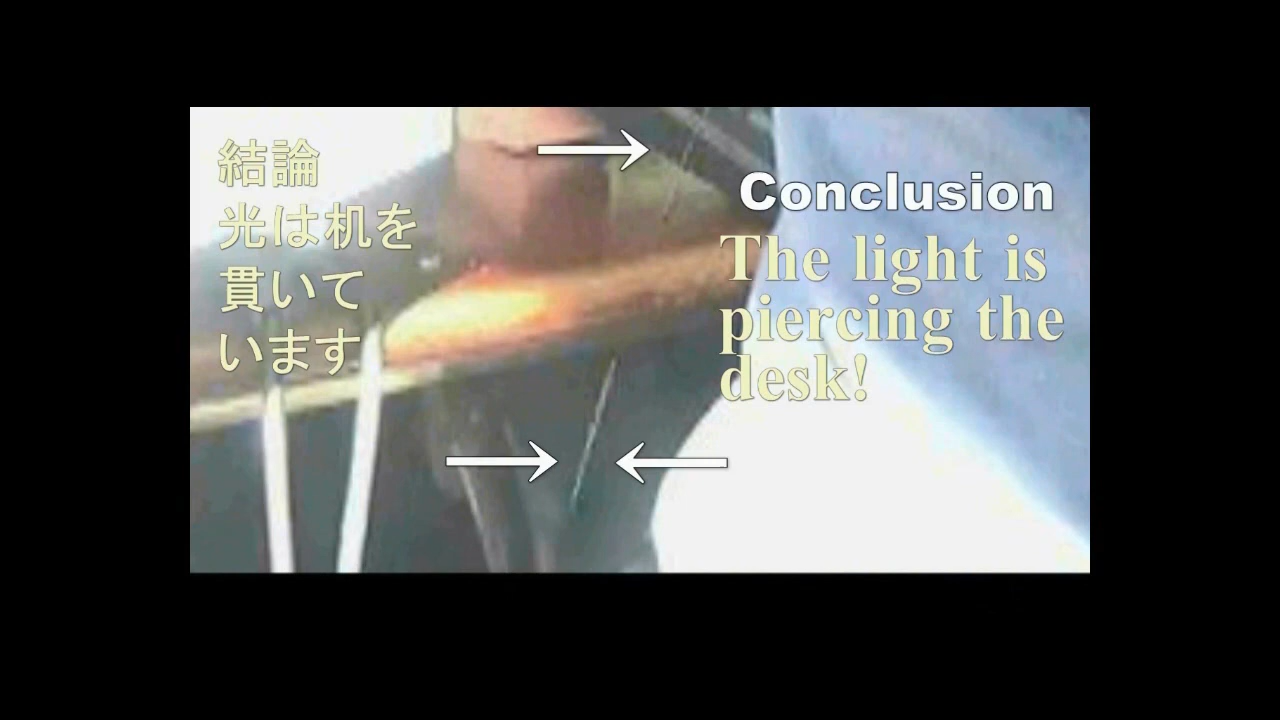 結論
光は机を
貫いて
います
Conclusion
The light is
piercing the
desk!